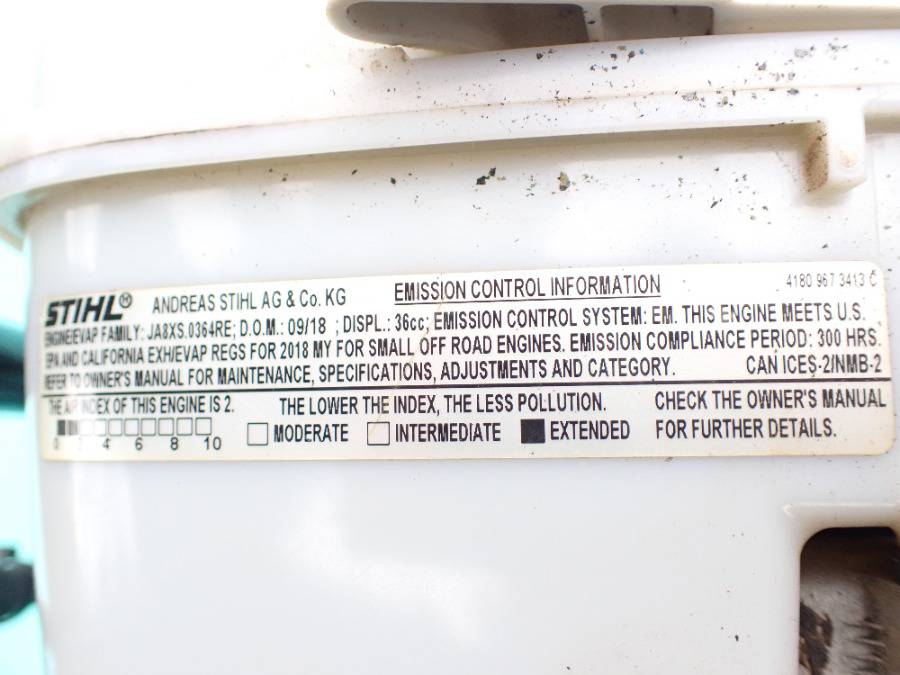 STIHL® ANDREAS STIHL AG & Co. KG EMISSION CONTROL INFORMATION 4180 967 3413 C
ENGINE/EVAP FAMILY: JA8XS.0364RE; D.O.M.: 09/18 ; DISPL.: 36cc; EMISSION CONTROL SYSTEM: EM. THIS ENGINE MEETS U.S.
EPA AND CALIFORNIA EXH/EVAP REGS FOR 2018 MY FOR SMALL OFF ROAD ENGINES. EMISSION COMPLIANCE PERIOD: 300 HRS.
REFER TO OWNER'S MANUAL FOR MAINTENANCE, SPECIFICATIONS, ADJUSTMENTS AND CATEGORY. CAN ICES-2/NMB-2
THE AIR INDEX OF THIS ENGINE IS 2. THE LOWER THE INDEX, THE LESS POLLUTION. CHECK THE OWNER'S MANUAL
0 2 4 6 8 10 MODERATE INTERMEDIATE EXTENDED FOR FURTHER DETAILS.